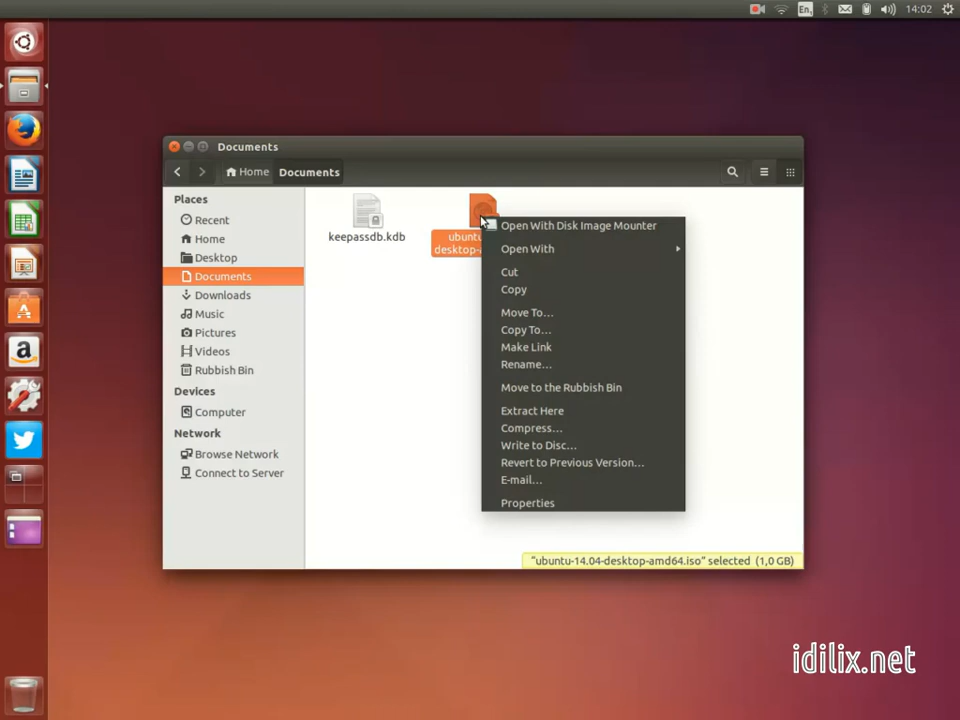 En
14:02
Documents
Home
Documents
Places
Recent
Home
Desktop
Documents
Downloads
Music
Pictures
Videos
Rubbish Bin
Devices
Computer
Network
Browse Network
Connect to Server
keepassdb.kdb
ubuntu
desktop-a
Open With Disk Image Mounter
Open With
Cut
Copy
Move To…
Copy To…
Make Link
Rename…
Move to the Rubbish Bin
Extract Here
Compress…
Write to Disc…
Revert to Previous Version…
E-mail…
Properties
"ubuntu-14.04-desktop-amd64.iso" selected (1,0 GB)
a
idilix.net